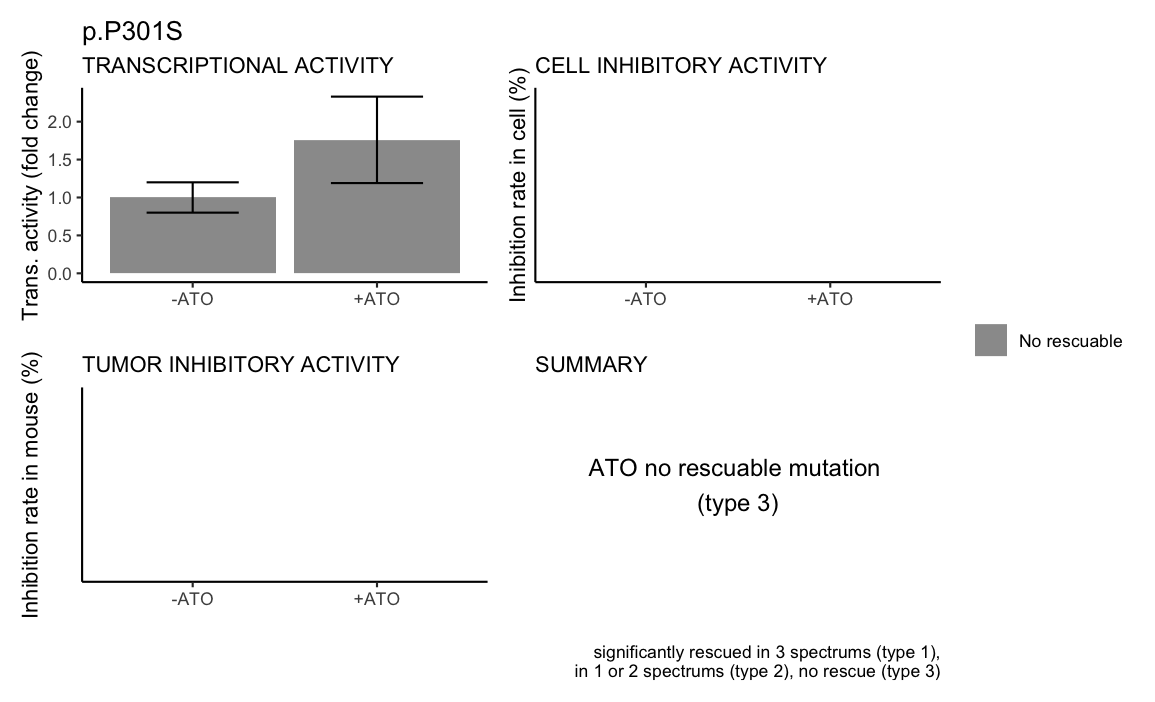 p.P301S
TRANSCRIPTIONAL ACTIVITY
Trans. activity (fold change)
2.0
1.5
1.0
0.5
0.0
-ATO
+ATO
CELL INHIBITORY ACTIVITY
Inhibition rate in cell (%)
-ATO
+ATO
No rescuable
TUMOR INHIBITORY ACTIVITY
Inhibition rate in mouse (%)
-ATO
+ATO
SUMMARY
ATO no rescuable mutation
(type 3)
significantly rescued in 3 spectrums (type 1),
in 1 or 2 spectrums (type 2), no rescue (type 3)